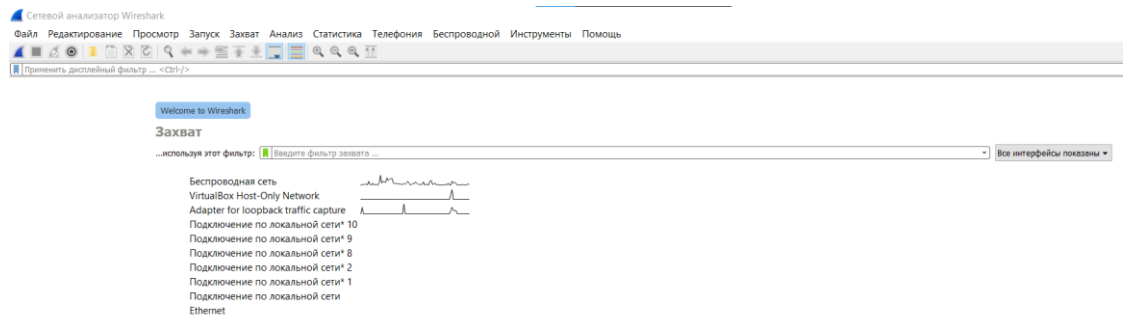 Сетевой анализатор Wireshark
Файл Редактирование Просмотр Запуск Захват Анализ Статистика Телефония Беспроводной Инструменты Помощь
Применить дисплейный фильтр ... <Ctrl-/>
Welcome to Wireshark
Захват
...используя этот фильтр: Введите фильтр захвата ... Все интерфейсы показаны
Беспроводная сеть
VirtualBox Host-Only Network
Adapter for loopback traffic capture
Подключение по локальной сети* 10
Подключение по локальной сети* 9
Подключение по локальной сети* 8
Подключение по локальной сети* 2
Подключение по локальной сети* 1
Подключение по локальной сети
Ethernet